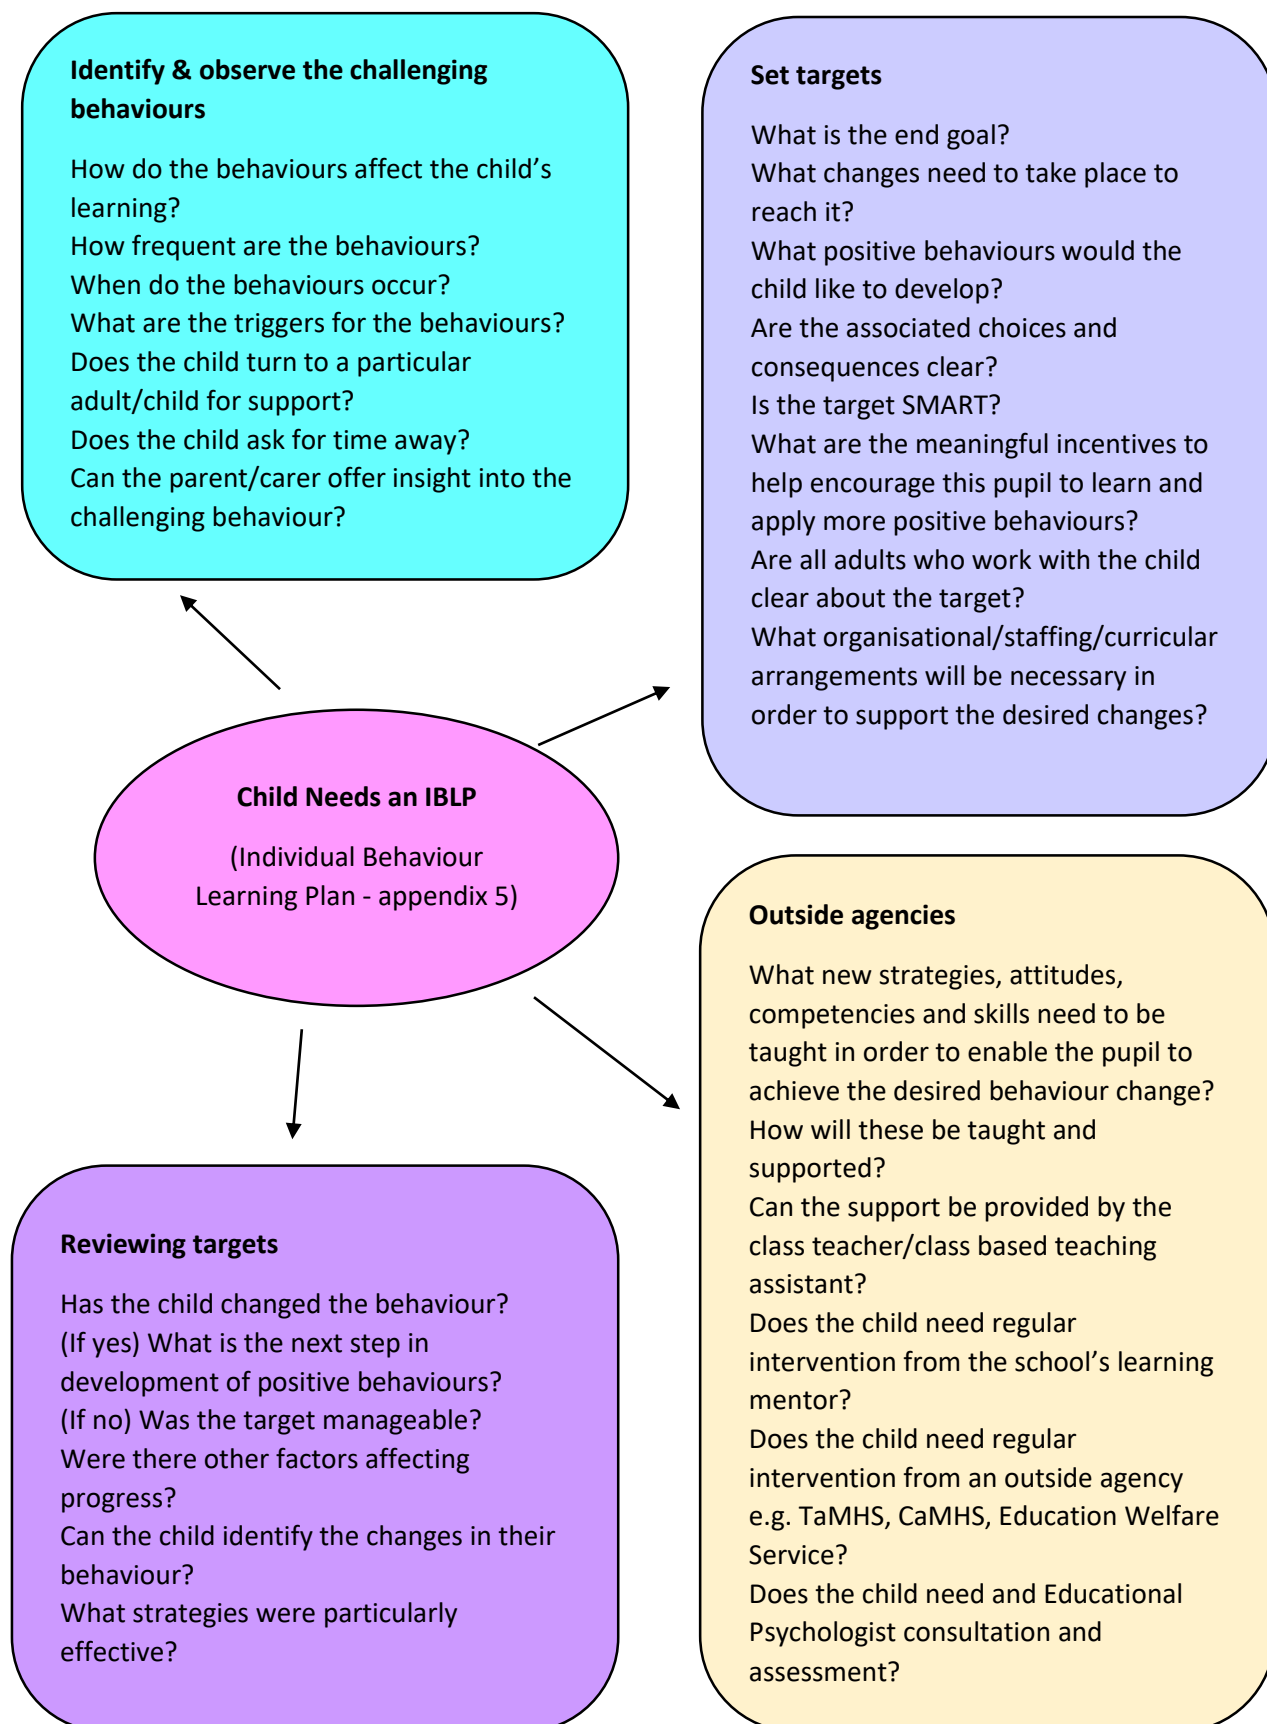 Identify & observe the challenging
behaviours
How do the behaviours affect the child’s
learning?
How frequent are the behaviours?
When do the behaviours occur?
What are the triggers for the behaviours?
Does the child turn to a particular
adult/child for support?
Does the child ask for time away?
Can the parent/carer offer insight into the
challenging behaviour?
Set targets
What is the end goal?
What changes need to take place to
reach it?
What positive behaviours would the
child like to develop?
Are the associated choices and
consequences clear?
Is the target SMART?
What are the meaningful incentives to
help encourage this pupil to learn and
apply more positive behaviours?
Are all adults who work with the child
clear about the target?
What organisational/staffing/curricular
arrangements will be necessary in
order to support the desired changes?
Child Needs an IBLP
(Individual Behaviour
Learning Plan - appendix 5)
Outside agencies
What new strategies, attitudes,
competencies and skills need to be
taught in order to enable the pupil to
achieve the desired behaviour change?
How will these be taught and
supported?
Can the support be provided by the
class teacher/class based teaching
assistant?
Does the child need regular
intervention from the school’s learning
mentor?
Does the child need regular
intervention from an outside agency
e.g. TaMHS, CaMHS, Education Welfare
Service?
Does the child need and Educational
Psychologist consultation and
assessment?
Reviewing targets
Has the child changed the behaviour?
(If yes) What is the next step in
development of positive behaviours?
(If no) Was the target manageable?
Were there other factors affecting
progress?
Can the child identify the changes in their
behaviour?
What strategies were particularly
effective?